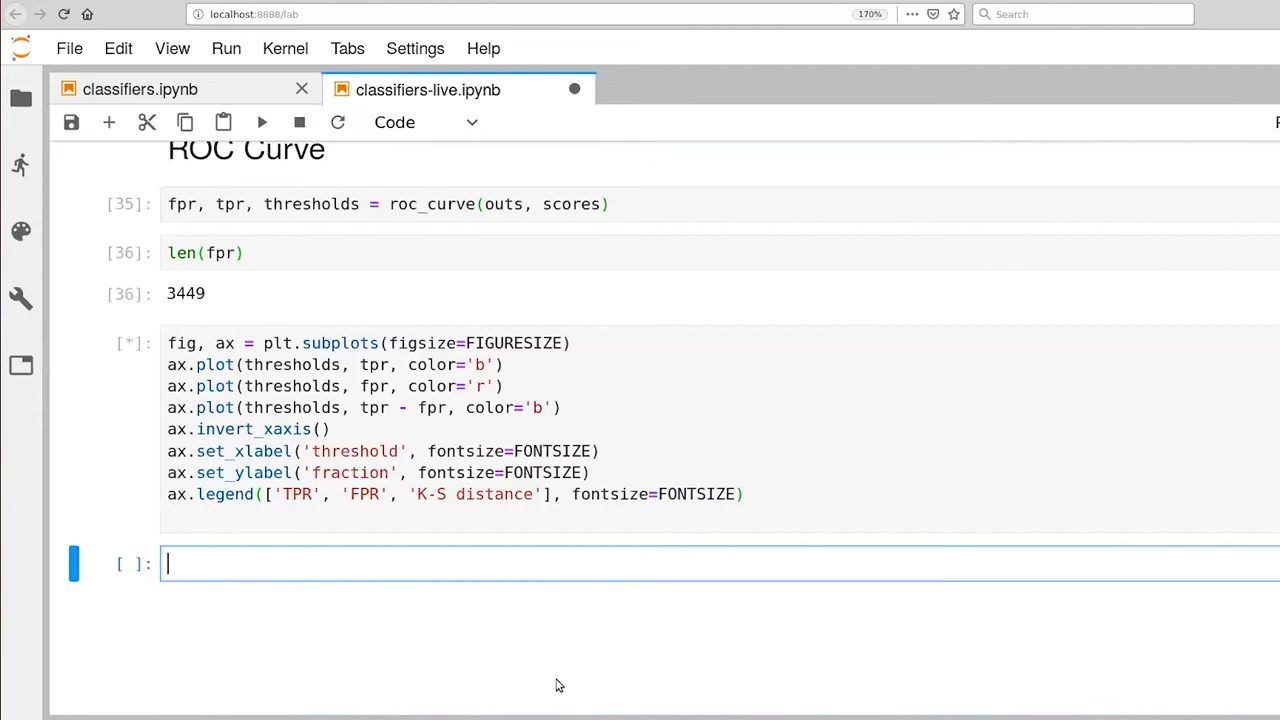 localhost:8888/lab
170%
Search
File Edit View Run Kernel Tabs Settings Help
classifiers.ipynb
classifiers-live.ipynb
Code
ROC Curve
[35]: fpr, tpr, thresholds = roc_curve(outs, scores)
[36]: len(fpr)
[36]: 3449
[*]: fig, ax = plt.subplots(figsize=FIGURESIZE)
ax.plot(thresholds, tpr, color='b')
ax.plot(thresholds, fpr, color='r')
ax.plot(thresholds, tpr - fpr, color='b')
ax.invert_xaxis()
ax.set_xlabel('threshold', fontsize=FONTSIZE)
ax.set_ylabel('fraction', fontsize=FONTSIZE)
ax.legend(['TPR', 'FPR', 'K-S distance'], fontsize=FONTSIZE)
[ ]: